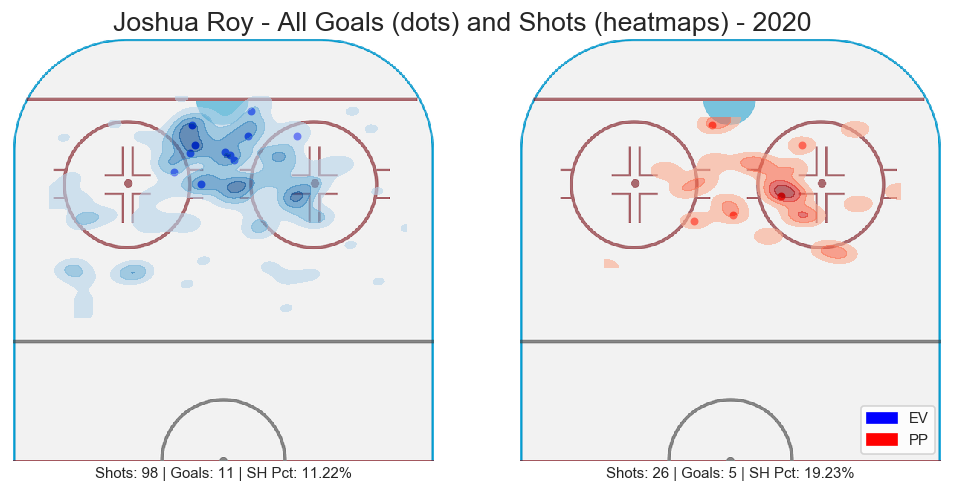 Joshua Roy - All Goals (dots) and Shots (heatmaps) - 2020
EV
PP
Shots: 98 | Goals: 11 | SH Pct: 11.22%
Shots: 26 | Goals: 5 | SH Pct: 19.23%